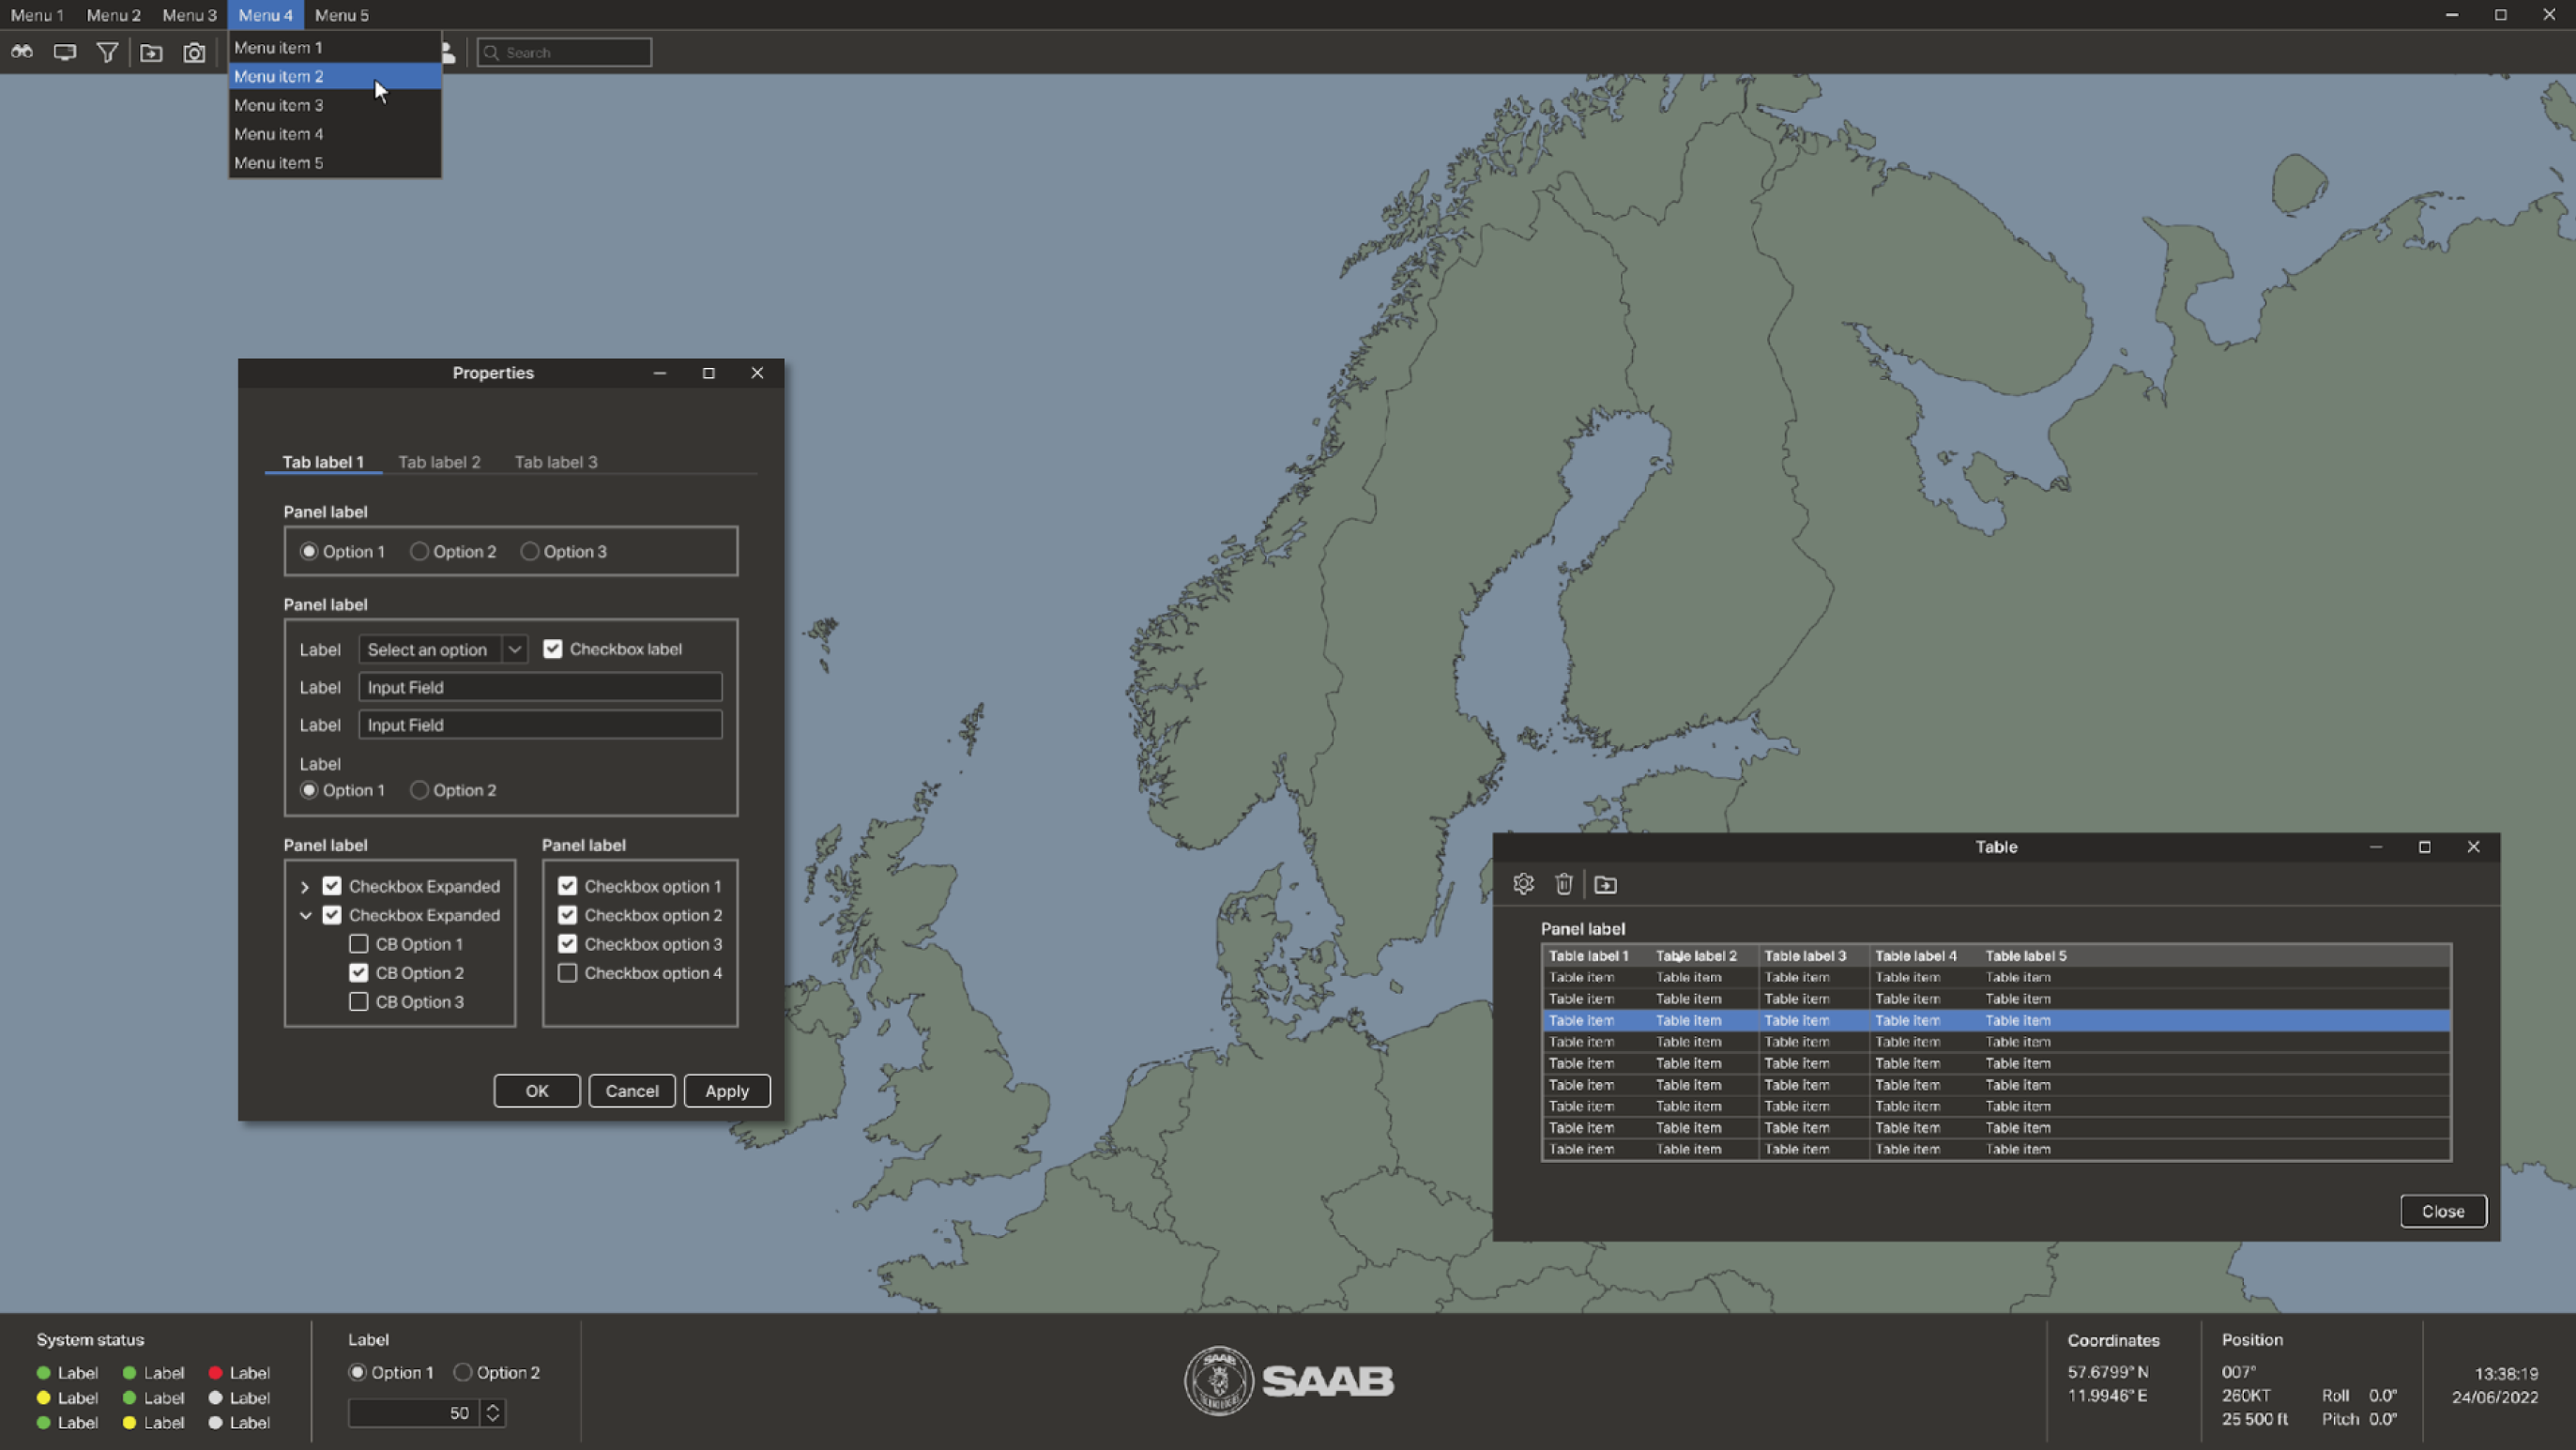 Menu 1 Menu 2 Menu 3 Menu 4 Menu 5
Search
Menu item 1
Menu item 2
Menu item 3
Menu item 4
Menu item 5
Properties
Tab label 1 Tab label 2 Tab label 3
Panel label
Option 1 Option 2 Option 3
Panel label
Label Select an option Checkbox label
Label Input Field
Label Input Field
Label
Option 1 Option 2
Panel label
Checkbox Expanded
Checkbox Expanded
CB Option 1
CB Option 2
CB Option 3
Panel label
Checkbox option 1
Checkbox option 2
Checkbox option 3
Checkbox option 4
OK Cancel Apply
Table
Panel label
Table label 1 Table label 2 Table label 3 Table label 4 Table label 5
Table item Table item Table item Table item Table item
Table item Table item Table item Table item Table item
Table item Table item Table item Table item Table item
Table item Table item Table item Table item Table item
Table item Table item Table item Table item Table item
Table item Table item Table item Table item Table item
Table item Table item Table item Table item Table item
Table item Table item Table item Table item Table item
Table item Table item Table item Table item Table item
Close
System status
Label Label Label
Label Label Label
Label Label Label
Label
Option 1 Option 2
50
SAAB
SAAB
Coordinates
57.6799° N
11.9946° E
Position
007°
260KT Roll 0.0°
25 500 ft Pitch 0.0°
13:38:19
24/06/2022